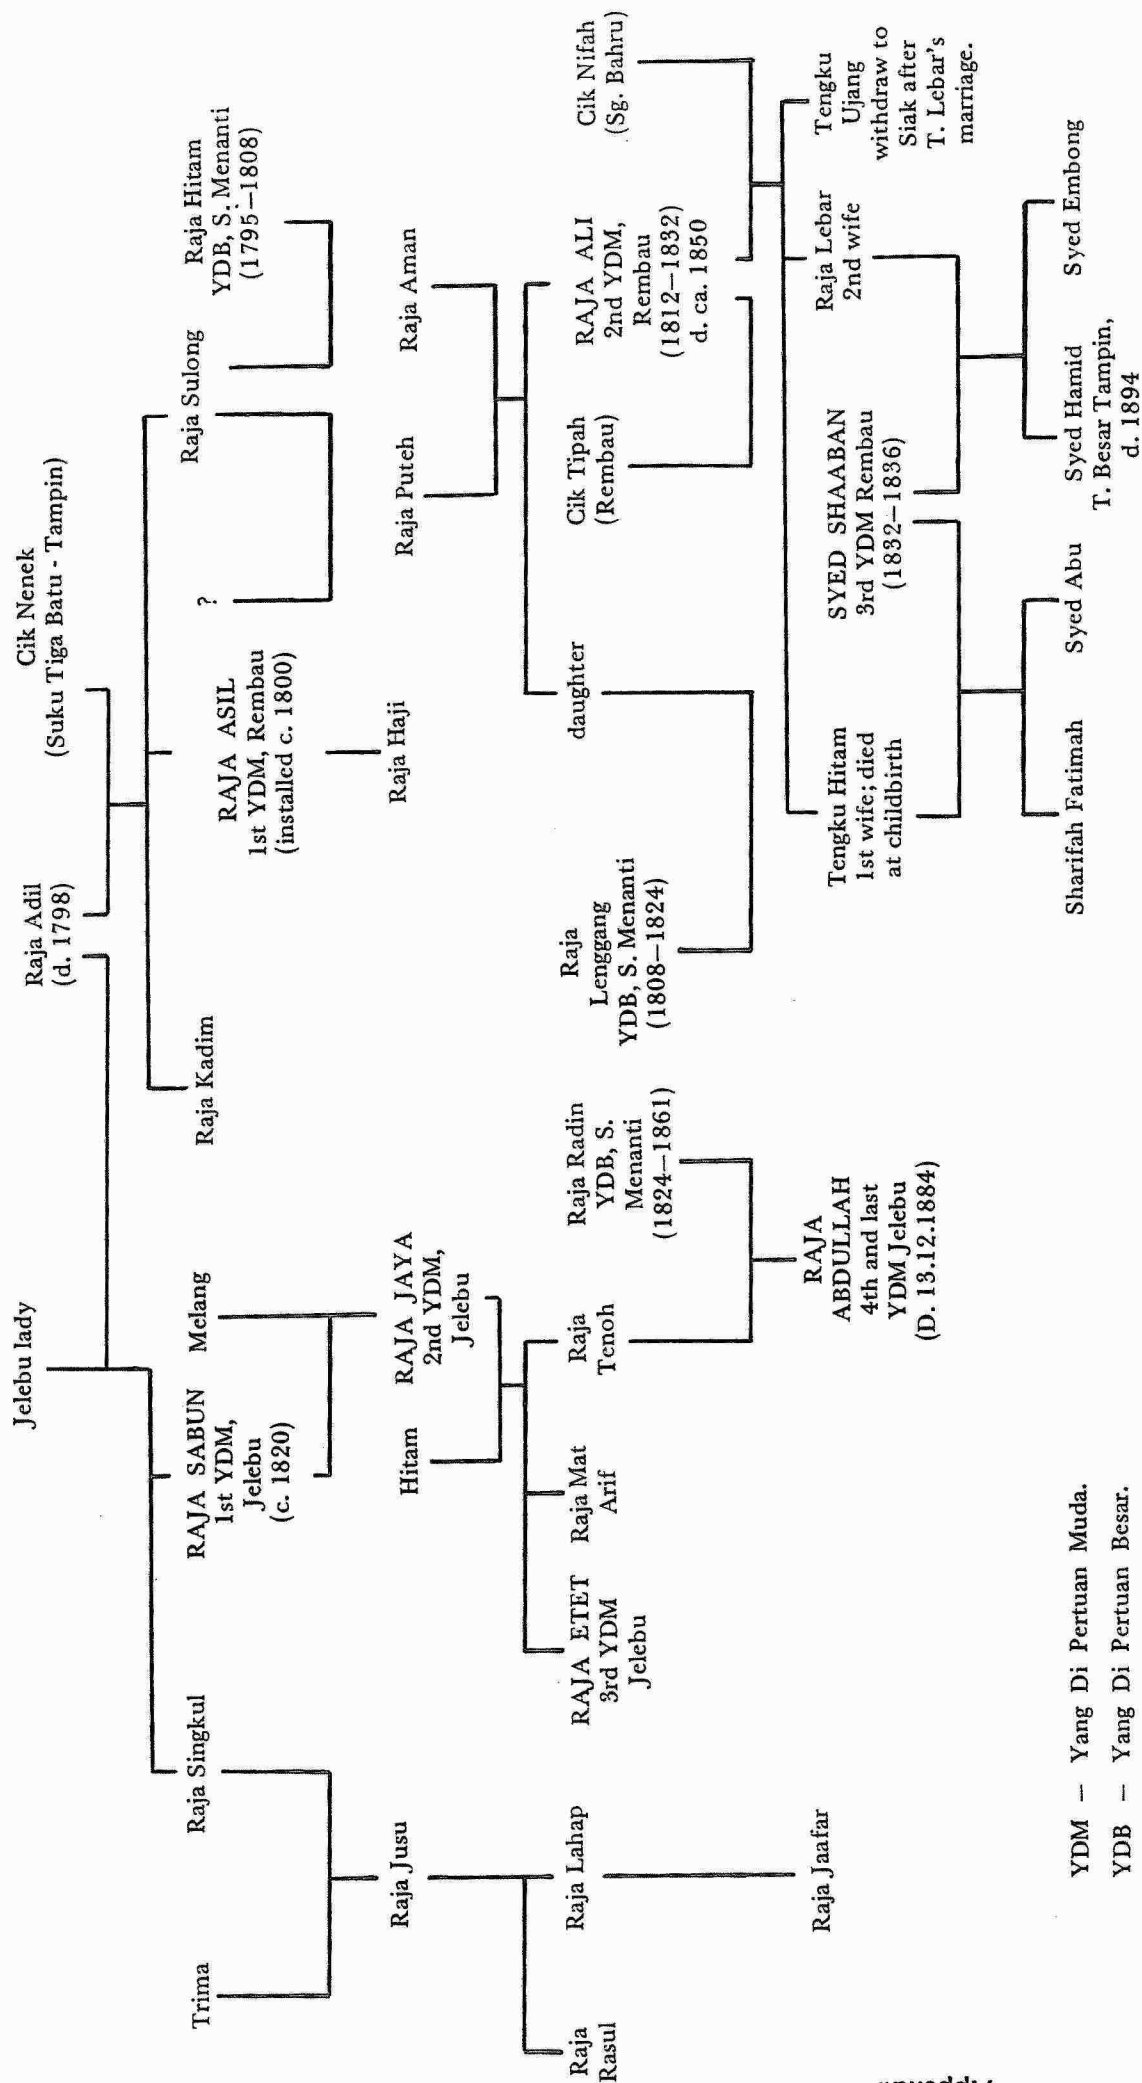 Jelebu lady
Raja Adil
(d. 1798)
Cik Nenek
(Suku Tiga Batu - Tampin)
Trima
Raja Singkul
RAJA SABUN
1st YDM,
Jelebu
(c. 1820)
Melang
Raja Kadim
RAJA ASIL
1st YDM, Rembau
(installed c. 1800)
?
Raja Sulong
Raja Hitam
YDB, S. Menanti
(1795–1808)
Raja Jusu
Hitam
RAJA JAYA
2nd YDM,
Jelebu
Raja Haji
Raja Puteh
Raja Aman
Raja
Rasul
Raja Lahap
RAJA ETET
3rd YDM
Jelebu
Raja Mat
Arif
Raja
Tenoh
Raja Radin
YDB, S.
Menanti
(1824–1861)
Raja
Lenggang
YDB, S. Menanti
(1808–1824)
daughter
Cik Tipah
(Rembau)
RAJA ALI
2nd YDM,
Rembau
(1812–1832)
d. ca. 1850
Cik Nifah
(Sg. Bahru)
Raja Jaafar
RAJA
ABDULLAH
4th and last
YDM Jelebu
(D. 13.12.1884)
Tengku Hitam
1st wife; died
at childbirth
SYED SHAABAN
3rd YDM Rembau
(1832–1836)
Raja Lebar
2nd wife
Tengku
Ujang
withdraw to
Siak after
T. Lebar's
marriage.
Sharifah Fatimah
Syed Abu
Syed Hamid
T. Besar Tampin,
d. 1894
Syed Embong
YDM – Yang Di Pertuan Muda.
YDB – Yang Di Pertuan Besar.